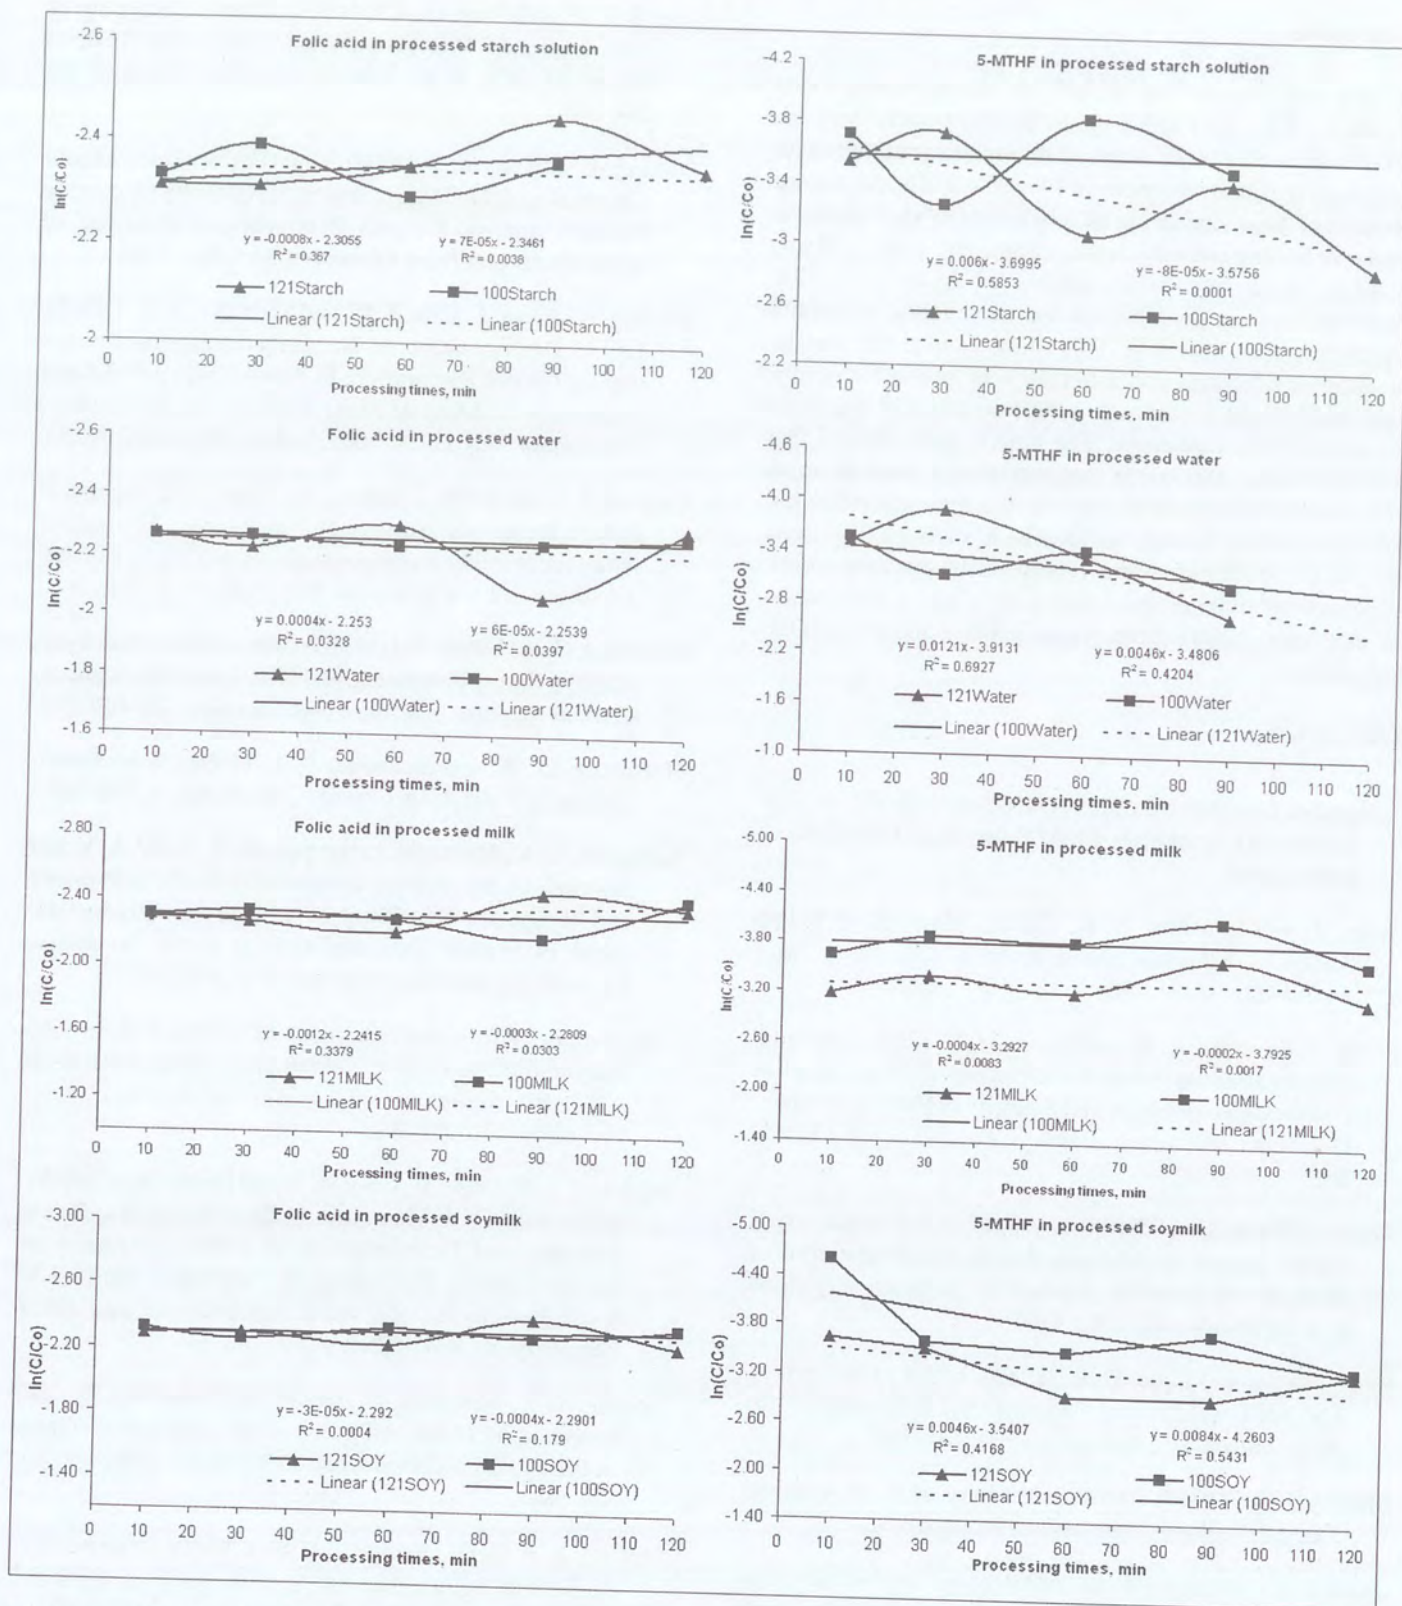 Folic acid in processed starch solution
-2.6
-2.4
-2.2
-2
ln(C/Co)
y = -0.0008x - 2.3055
R² = 0.367
y = 7E-05x - 2.3461
R² = 0.0038
121Starch
100Starch
Linear (121Starch)
Linear (100Starch)
0 10 20 30 40 50 60 70 80 90 100 110 120
Processing times, min
5-MTHF in processed starch solution
-4.2
-3.8
-3.4
-3
-2.6
-2.2
ln(C/Co)
y = 0.006x - 3.6995
R² = 0.5853
y = -8E-05x - 3.5756
R² = 0.0001
121Starch
100Starch
Linear (121Starch)
Linear (100Starch)
0 10 20 30 40 50 60 70 80 90 100 110 120
Processing times, min
Folic acid in processed water
-2.6
-2.4
-2.2
-2
-1.8
-1.6
ln(C/Co)
y = 0.0004x - 2.253
R² = 0.0328
y = 6E-05x - 2.2539
R² = 0.0397
121Water
100Water
Linear (100Water)
Linear (121Water)
0 10 20 30 40 50 60 70 80 90 100 110 120
Processing times, min
5-MTHF in processed water
-4.6
-4.0
-3.4
-2.8
-2.2
-1.6
-1.0
ln(C/Co)
y = 0.0121x - 3.9131
R² = 0.6927
y = 0.0046x - 3.4806
R² = 0.4204
121Water
100Water
Linear (100Water)
Linear (121Water)
0 10 20 30 40 50 60 70 80 90 100 110 120
Processing times, min
Folic acid in processed milk
-2.80
-2.40
-2.00
-1.60
-1.20
ln(C/Co)
y = -0.0012x - 2.2415
R² = 0.3379
y = -0.0003x - 2.2809
R² = 0.0303
121MILK
100MILK
Linear (100MILK)
Linear (121MILK)
0 10 20 30 40 50 60 70 80 90 100 110 120
Processing times, min
5-MTHF in processed milk
-5.00
-4.40
-3.80
-3.20
-2.60
-2.00
-1.40
ln(C/Co)
y = -0.0004x - 3.2927
R² = 0.0083
y = -0.0002x - 3.7925
R² = 0.0017
121MILK
100MILK
Linear (100MILK)
Linear (121MILK)
0 10 20 30 40 50 60 70 80 90 100 110 120
Processing times, min
Folic acid in processed soymilk
-3.00
-2.60
-2.20
-1.80
-1.40
ln(C/Co)
y = -3E-05x - 2.292
R² = 0.0004
y = -0.0004x - 2.2901
R² = 0.179
121SOY
100SOY
Linear (121SOY)
Linear (100SOY)
0 10 20 30 40 50 60 70 80 90 100 110 120
Processing times, min
5-MTHF in processed soymilk
-5.00
-4.40
-3.80
-3.20
-2.60
-2.00
-1.40
ln(C/Co)
y = 0.0046x - 3.5407
R² = 0.4168
y = 0.0084x - 4.2603
R² = 0.5431
121SOY
100SOY
Linear (121SOY)
Linear (100SOY)
0 10 20 30 40 50 60 70 80 90 100 110 120
Processing times, min